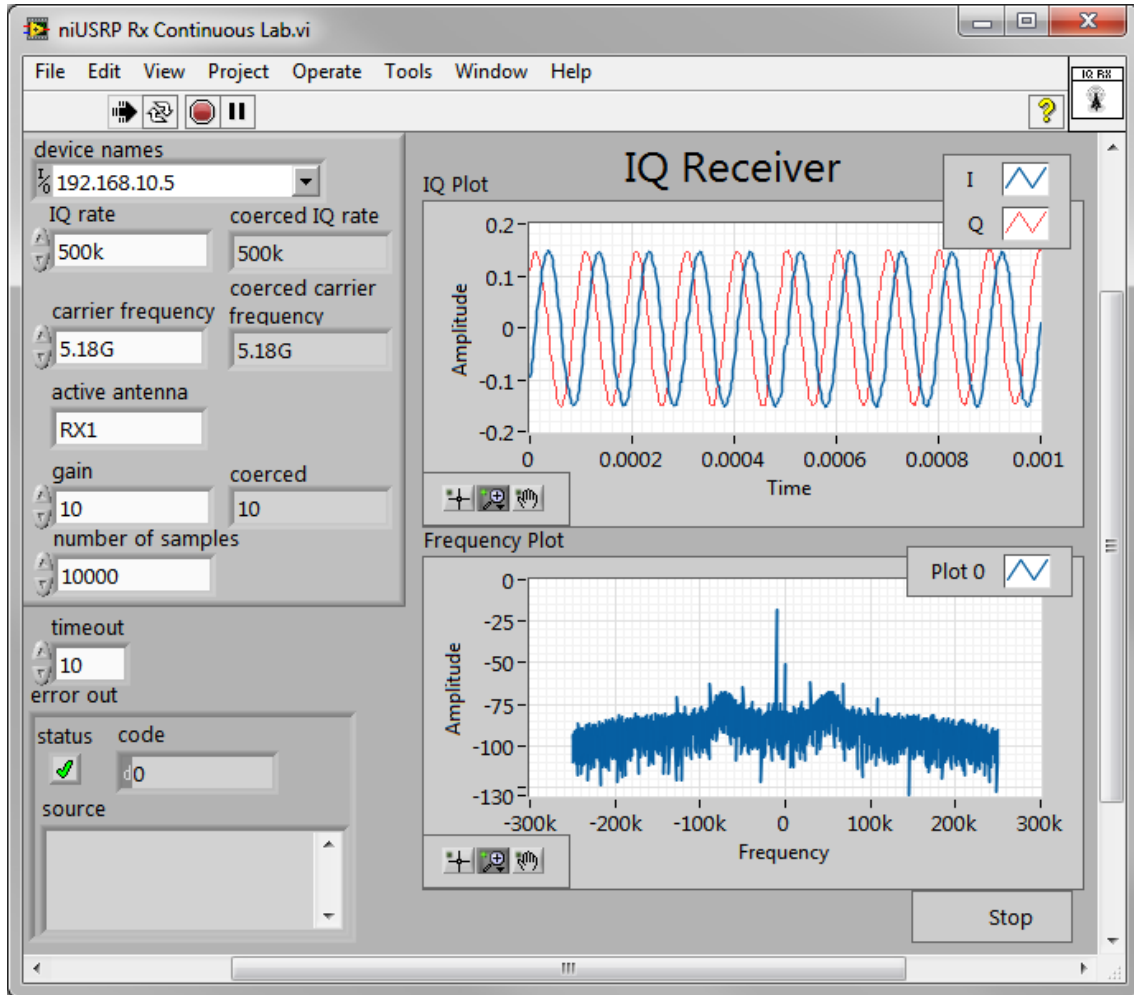 niUSRP Rx Continuous Lab.vi
File Edit View Project Operate Tools Window Help
IQ RX
device names
192.168.10.5
IQ rate
500k
coerced IQ rate
500k
carrier frequency
5.18G
coerced carrier
frequency
5.18G
active antenna
RX1
gain
10
coerced
10
number of samples
10000
timeout
10
error out
status
code
d0
source
IQ Receiver
IQ Plot
I
Q
Amplitude
0.2
0.1
0
-0.1
-0.2
0 0.0002 0.0004 0.0006 0.0008 0.001
Time
Frequency Plot
Plot 0
Amplitude
0
-25
-50
-75
-100
-130
-300k -200k -100k 0 100k 200k 300k
Frequency
Stop